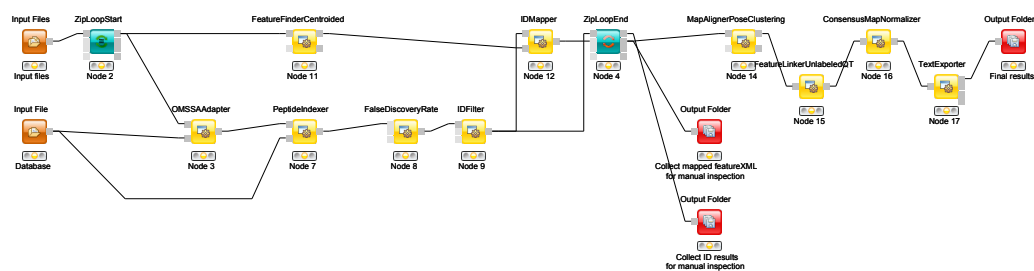 Input Files
ZipLoopStart
FeatureFinderCentroided
IDMapper
ZipLoopEnd
MapAlignerPoseClustering
ConsensusMapNormalizer
Output Folder
Input files
Node 2
Node 11
Node 12
Node 4
Node 14
FeatureLinkerUnlabeledQT
Node 16
TextExporter
Final results
Input File
OMSSAAdapter
PeptideIndexer
FalseDiscoveryRate
IDFilter
Output Folder
Node 15
Node 17
Database
Node 3
Node 7
Node 8
Node 9
Collect mapped featureXML
for manual inspection
Output Folder
Collect ID results
for manual inspection